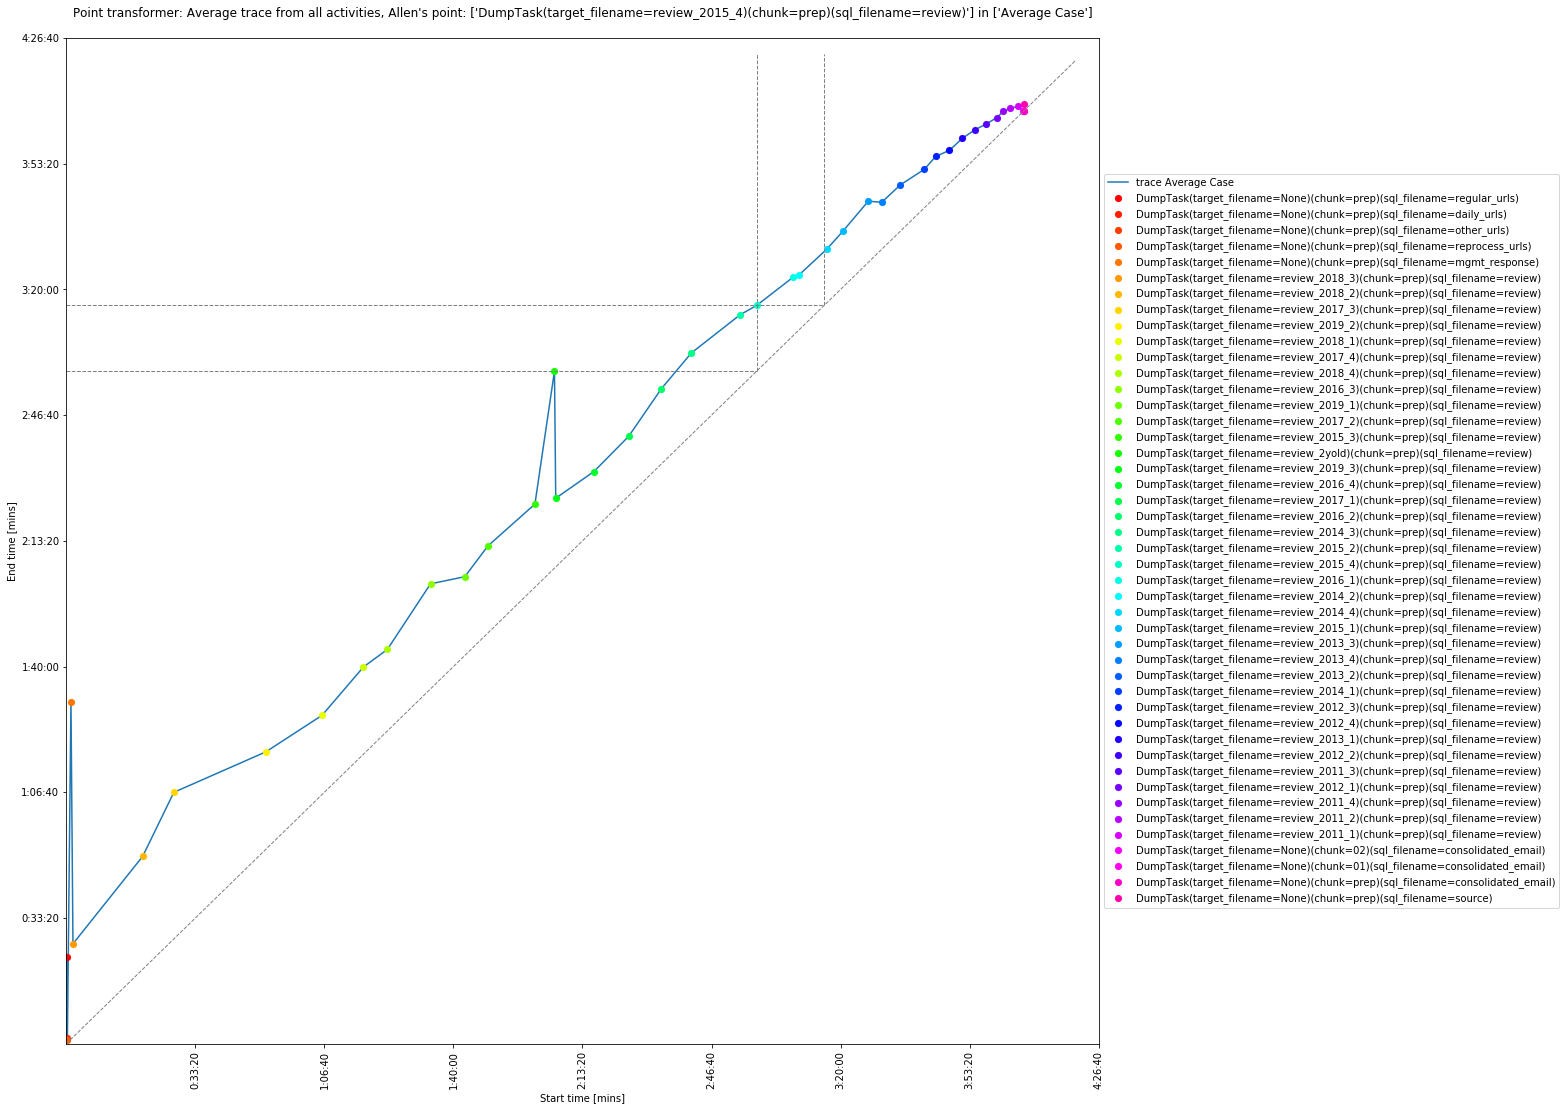 Point transformer: Average trace from all activities, Allen's point: ['DumpTask(target_filename=review_2015_4)(chunk=prep)(sql_filename=review)'] in ['Average Case']
4:26:40
3:53:20
3:20:00
2:46:40
2:13:20
1:40:00
1:06:40
0:33:20
End time [mins]
0:33:20
1:06:40
1:40:00
2:13:20
2:46:40
3:20:00
3:53:20
4:26:40
Start time [mins]
trace Average Case
DumpTask(target_filename=None)(chunk=prep)(sql_filename=regular_urls)
DumpTask(target_filename=None)(chunk=prep)(sql_filename=daily_urls)
DumpTask(target_filename=None)(chunk=prep)(sql_filename=other_urls)
DumpTask(target_filename=None)(chunk=prep)(sql_filename=reprocess_urls)
DumpTask(target_filename=None)(chunk=prep)(sql_filename=mgmt_response)
DumpTask(target_filename=review_2018_3)(chunk=prep)(sql_filename=review)
DumpTask(target_filename=review_2018_2)(chunk=prep)(sql_filename=review)
DumpTask(target_filename=review_2017_3)(chunk=prep)(sql_filename=review)
DumpTask(target_filename=review_2019_2)(chunk=prep)(sql_filename=review)
DumpTask(target_filename=review_2018_1)(chunk=prep)(sql_filename=review)
DumpTask(target_filename=review_2017_4)(chunk=prep)(sql_filename=review)
DumpTask(target_filename=review_2018_4)(chunk=prep)(sql_filename=review)
DumpTask(target_filename=review_2016_3)(chunk=prep)(sql_filename=review)
DumpTask(target_filename=review_2019_1)(chunk=prep)(sql_filename=review)
DumpTask(target_filename=review_2017_2)(chunk=prep)(sql_filename=review)
DumpTask(target_filename=review_2015_3)(chunk=prep)(sql_filename=review)
DumpTask(target_filename=review_2yold)(chunk=prep)(sql_filename=review)
DumpTask(target_filename=review_2019_3)(chunk=prep)(sql_filename=review)
DumpTask(target_filename=review_2016_4)(chunk=prep)(sql_filename=review)
DumpTask(target_filename=review_2017_1)(chunk=prep)(sql_filename=review)
DumpTask(target_filename=review_2016_2)(chunk=prep)(sql_filename=review)
DumpTask(target_filename=review_2014_3)(chunk=prep)(sql_filename=review)
DumpTask(target_filename=review_2015_2)(chunk=prep)(sql_filename=review)
DumpTask(target_filename=review_2015_4)(chunk=prep)(sql_filename=review)
DumpTask(target_filename=review_2016_1)(chunk=prep)(sql_filename=review)
DumpTask(target_filename=review_2014_2)(chunk=prep)(sql_filename=review)
DumpTask(target_filename=review_2014_4)(chunk=prep)(sql_filename=review)
DumpTask(target_filename=review_2015_1)(chunk=prep)(sql_filename=review)
DumpTask(target_filename=review_2013_3)(chunk=prep)(sql_filename=review)
DumpTask(target_filename=review_2013_4)(chunk=prep)(sql_filename=review)
DumpTask(target_filename=review_2013_2)(chunk=prep)(sql_filename=review)
DumpTask(target_filename=review_2014_1)(chunk=prep)(sql_filename=review)
DumpTask(target_filename=review_2012_3)(chunk=prep)(sql_filename=review)
DumpTask(target_filename=review_2012_4)(chunk=prep)(sql_filename=review)
DumpTask(target_filename=review_2013_1)(chunk=prep)(sql_filename=review)
DumpTask(target_filename=review_2012_2)(chunk=prep)(sql_filename=review)
DumpTask(target_filename=review_2011_3)(chunk=prep)(sql_filename=review)
DumpTask(target_filename=review_2012_1)(chunk=prep)(sql_filename=review)
DumpTask(target_filename=review_2011_4)(chunk=prep)(sql_filename=review)
DumpTask(target_filename=review_2011_2)(chunk=prep)(sql_filename=review)
DumpTask(target_filename=review_2011_1)(chunk=prep)(sql_filename=review)
DumpTask(target_filename=None)(chunk=02)(sql_filename=consolidated_email)
DumpTask(target_filename=None)(chunk=01)(sql_filename=consolidated_email)
DumpTask(target_filename=None)(chunk=prep)(sql_filename=consolidated_email)
DumpTask(target_filename=None)(chunk=prep)(sql_filename=source)